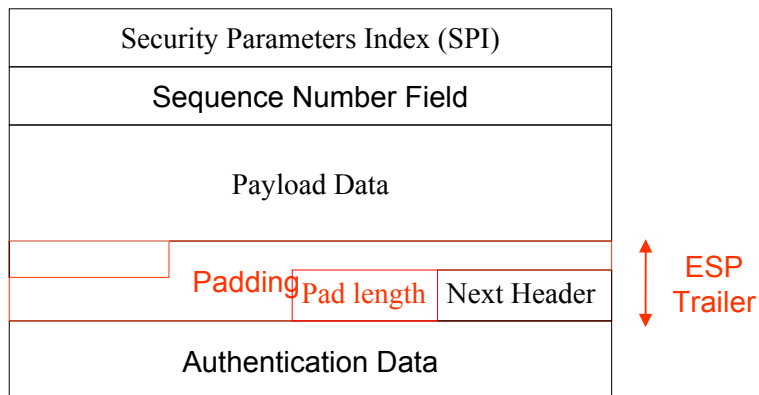 Security Parameters Index (SPI)
Sequence Number Field
Payload Data
Padding
Pad length
Next Header
ESP
Trailer
Authentication Data